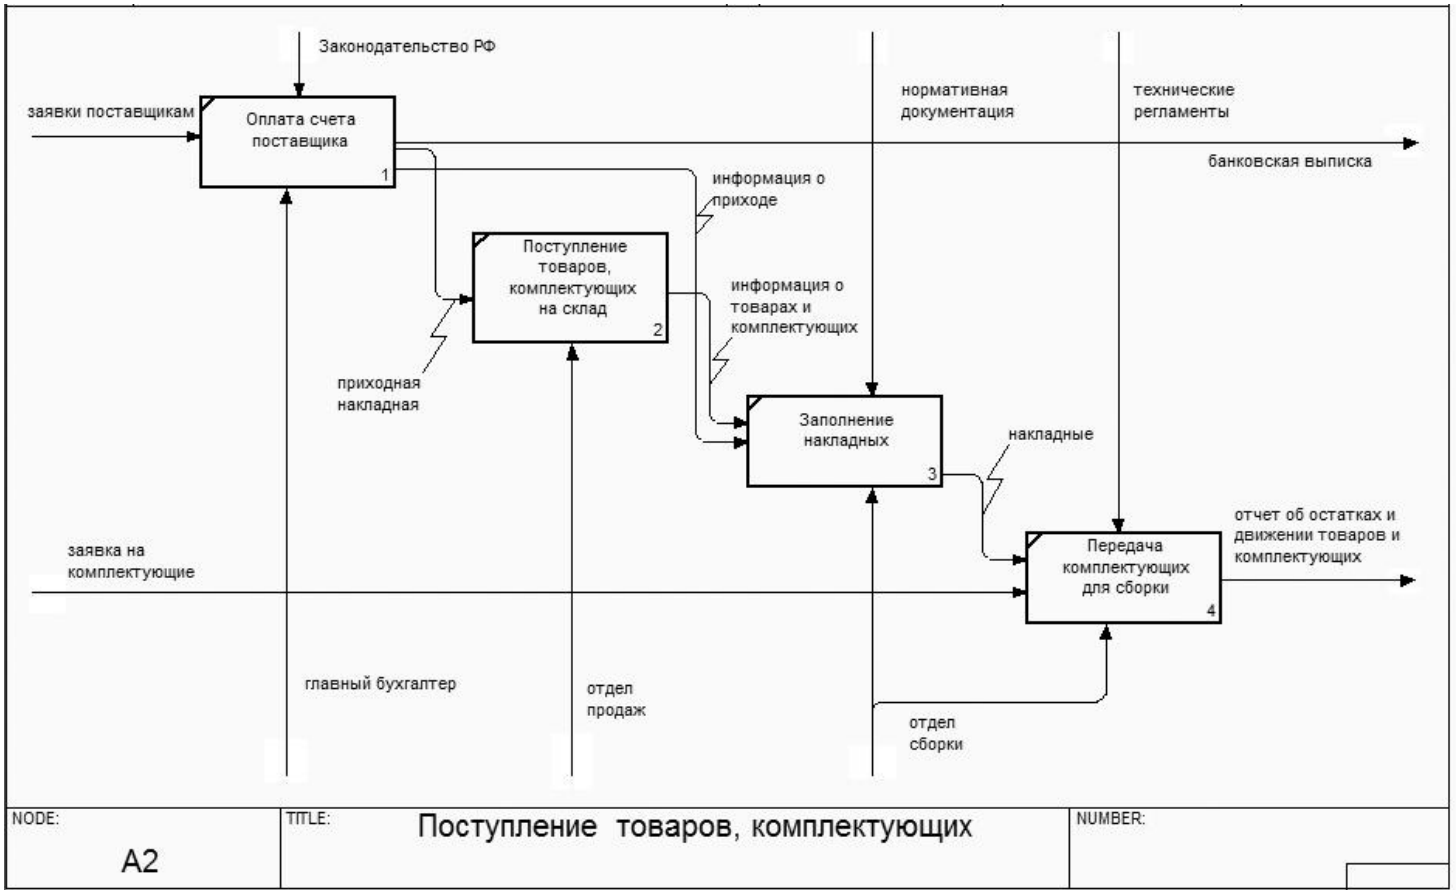 Законодательство РФ
заявки поставщикам
Оплата счета
поставщика
1
нормативная
документация
технические
регламенты
банковская выписка
информация о
приходе
Поступление
товаров,
комплектующих
на склад
2
информация о
товарах и
комплектующих
приходная
накладная
Заполнение
накладных
3
накладные
отчет об остатках и
движении товаров и
комплектующих
Передача
комплектующих
для сборки
4
заявка на
комплектующие
главный бухгалтер
отдел
продаж
отдел
сборки
NODE:
A2
TITLE:
Поступление товаров, комплектующих
NUMBER: